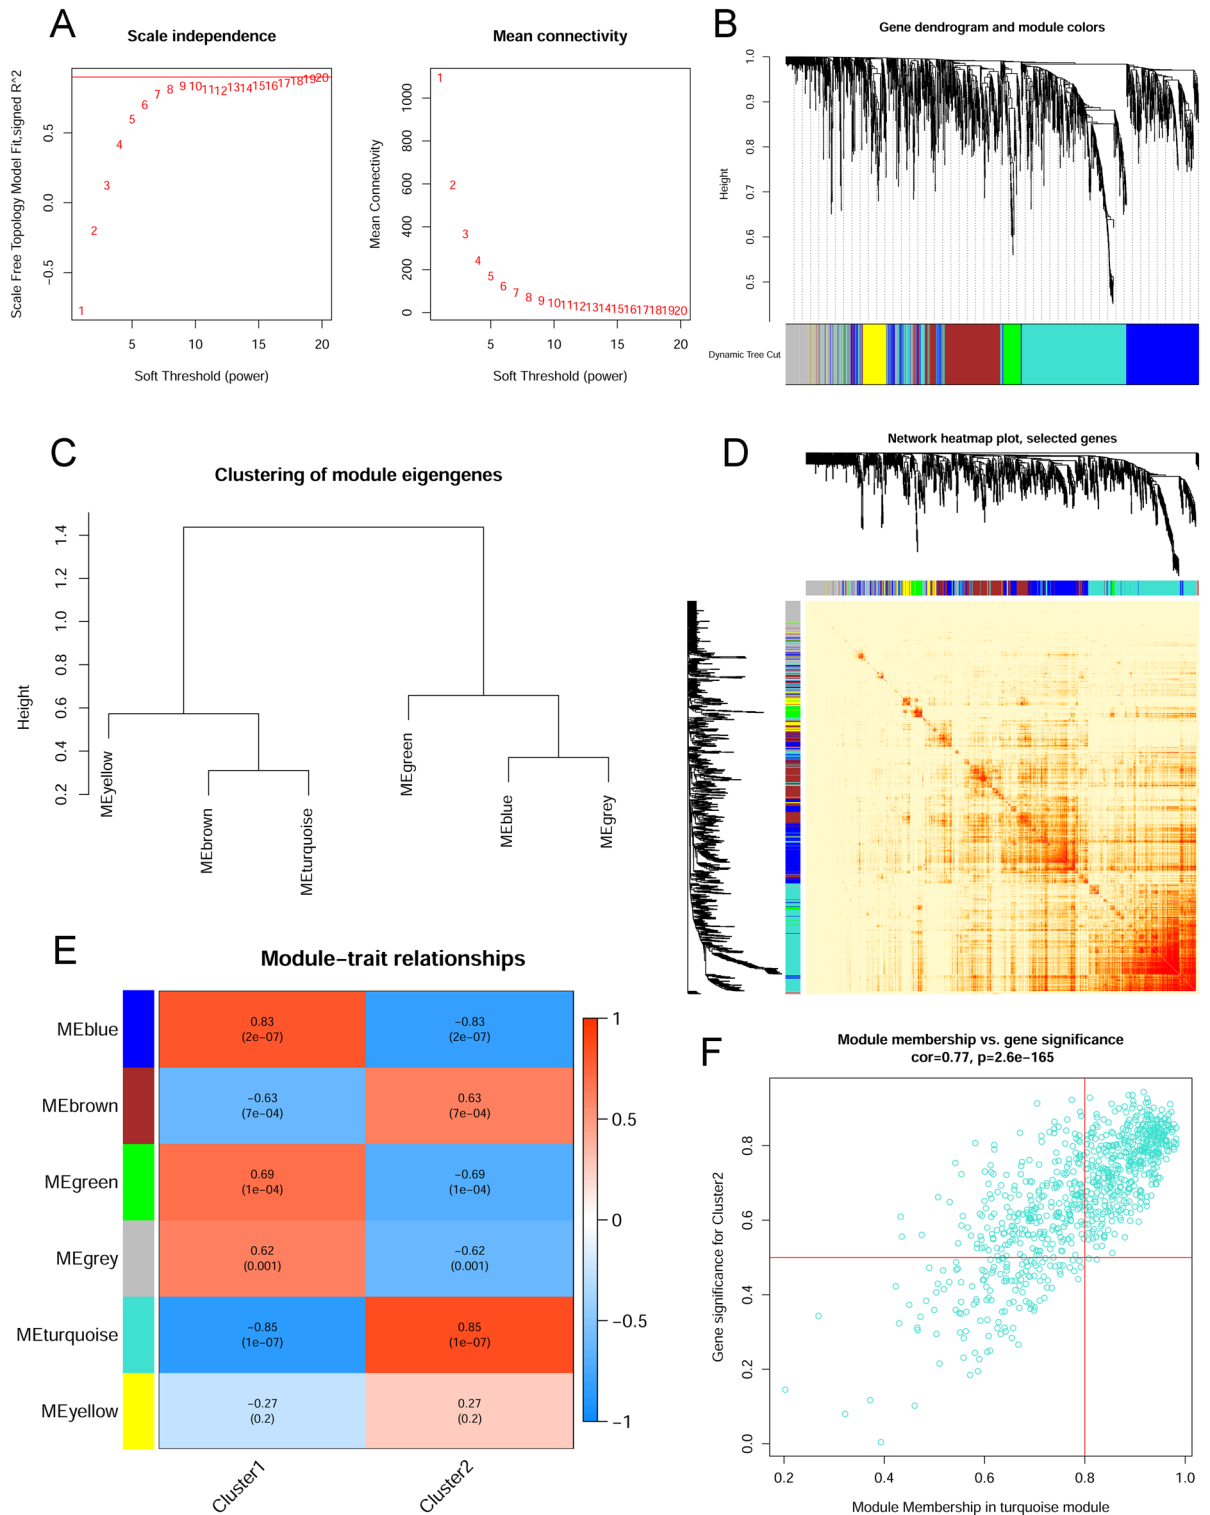 A
Scale independence
Scale Free Topology Model Fit,signed R^2
−0.5
0.0
0.5
1
2
3
4
5
6
7
8
9
10
11
12
13
14
15
16
17
18
19
20
5
10
15
20
Soft Threshold (power)
Mean connectivity
Mean Connectivity
0
200
400
600
800
1000
1
2
3
4
5
6
7
8
9
10
11
12
13
14
15
16
17
18
19
20
5
10
15
20
Soft Threshold (power)
B
Gene dendrogram and module colors
Height
1.0
0.9
0.8
0.7
0.6
0.5
Dynamic Tree Cut
C
Clustering of module eigengenes
Height
0.2
0.4
0.6
0.8
1.0
1.2
1.4
MEyellow
MEbrown
MEturquoise
MEgreen
MEblue
MEgrey
D
Network heatmap plot, selected genes
E
Module−trait relationships
MEblue
0.83
(2e−07)
−0.83
(2e−07)
MEbrown
−0.63
(7e−04)
0.63
(7e−04)
MEgreen
0.69
(1e−04)
−0.69
(1e−04)
MEgrey
0.62
(0.001)
−0.62
(0.001)
MEturquoise
−0.85
(1e−07)
0.85
(1e−07)
MEyellow
−0.27
(0.2)
0.27
(0.2)
Cluster1
Cluster2
1
0.5
0
−0.5
−1
F
Module membership vs. gene significance
cor=0.77, p=2.6e−165
Gene significance for Cluster2
0.0
0.2
0.4
0.6
0.8
0.2
0.4
0.6
0.8
1.0
Module Membership in turquoise module